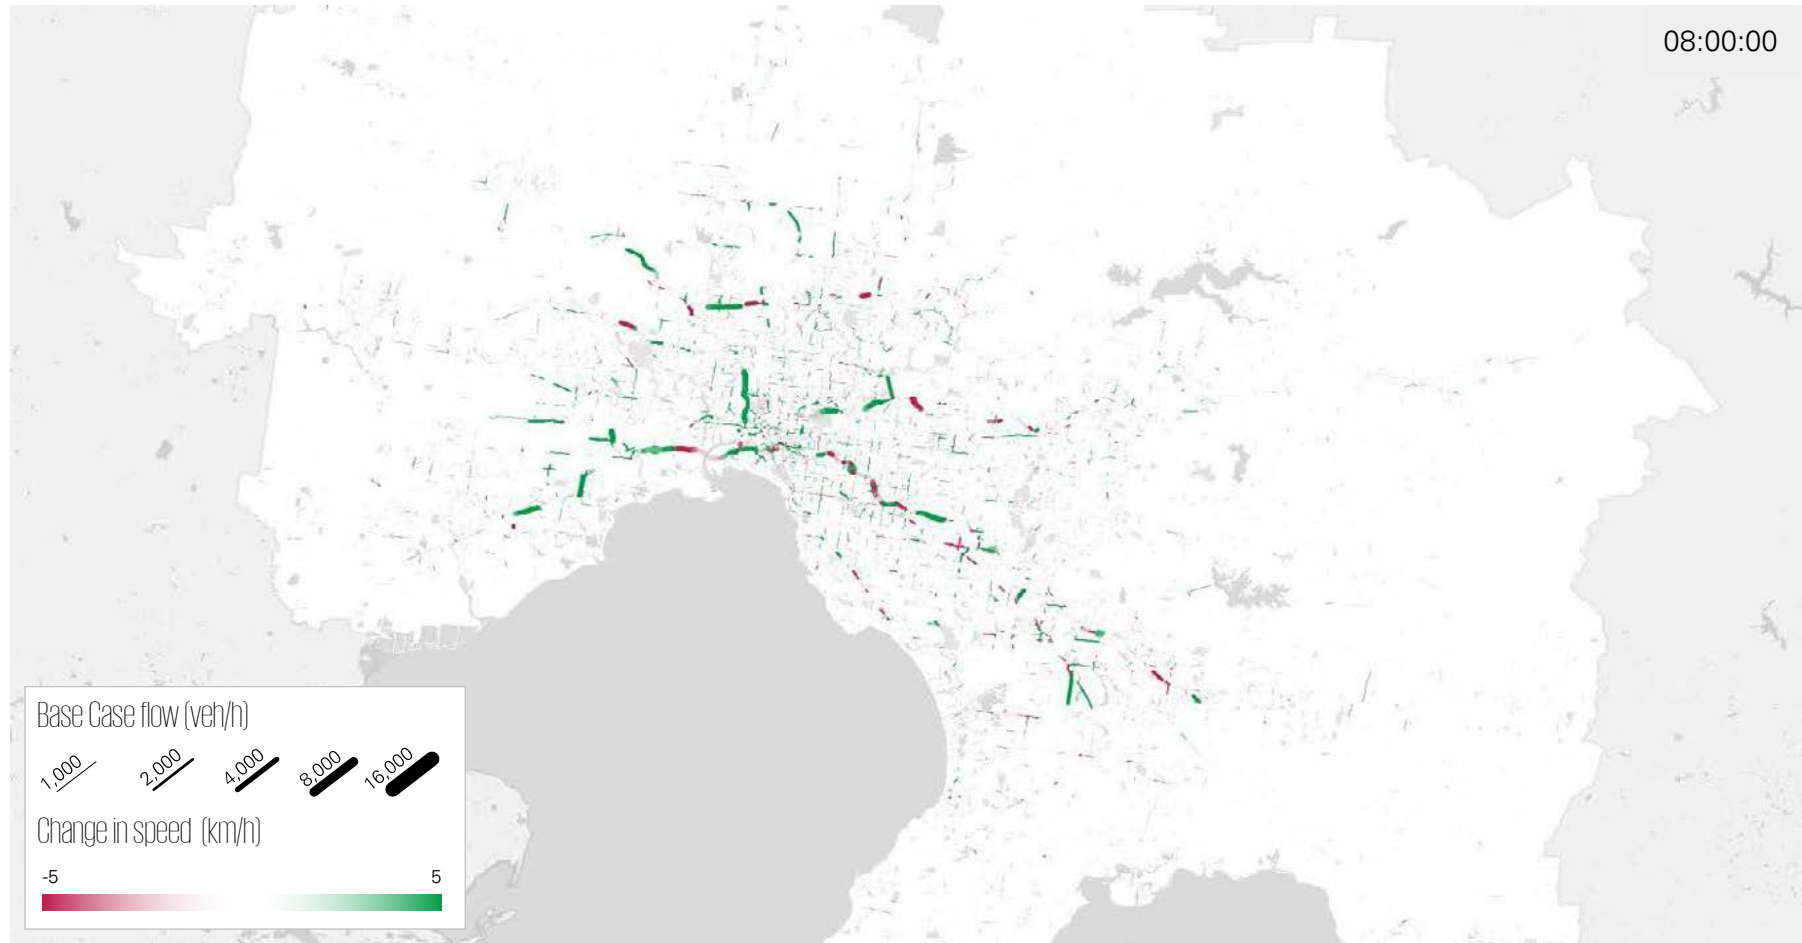 08:00:00
Base Case flow (veh/h)
1,000 2,000 4,000 8,000 16,000
Change in speed (km/h)
-5 5